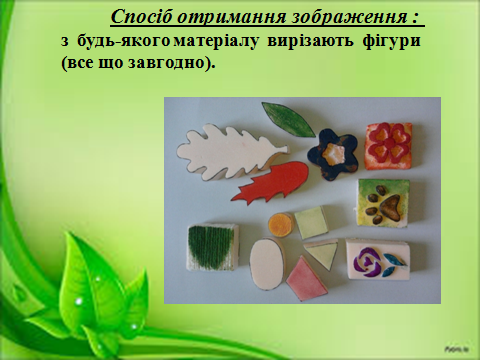 Спосіб отримання зображення :
з будь-якого матеріалу вирізають фігури
(все що завгодно).